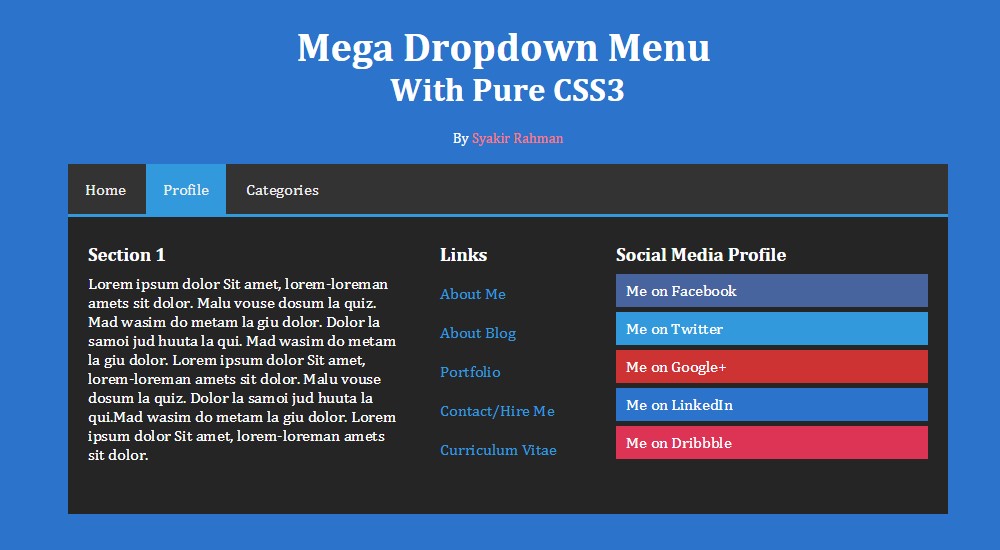 Mega Dropdown Menu
With Pure CSS3
By Syakir Rahman
Home Profile Categories
Section 1
Lorem ipsum dolor Sit amet, lorem-loreman
amets sit dolor. Malu vouse dosum la quiz.
Mad wasim do metam la giu dolor. Dolor la
samoi jud huuta la qui. Mad wasim do metam
la giu dolor. Lorem ipsum dolor Sit amet,
lorem-loreman amets sit dolor. Malu vouse
dosum la quiz. Dolor la samoi jud huuta la
qui.Mad wasim do metam la giu dolor. Lorem
ipsum dolor Sit amet, lorem-loreman amets
sit dolor.
Links
About Me
About Blog
Portfolio
Contact/Hire Me
Curriculum Vitae
Social Media Profile
Me on Facebook
Me on Twitter
Me on Google+
Me on LinkedIn
Me on Dribbble